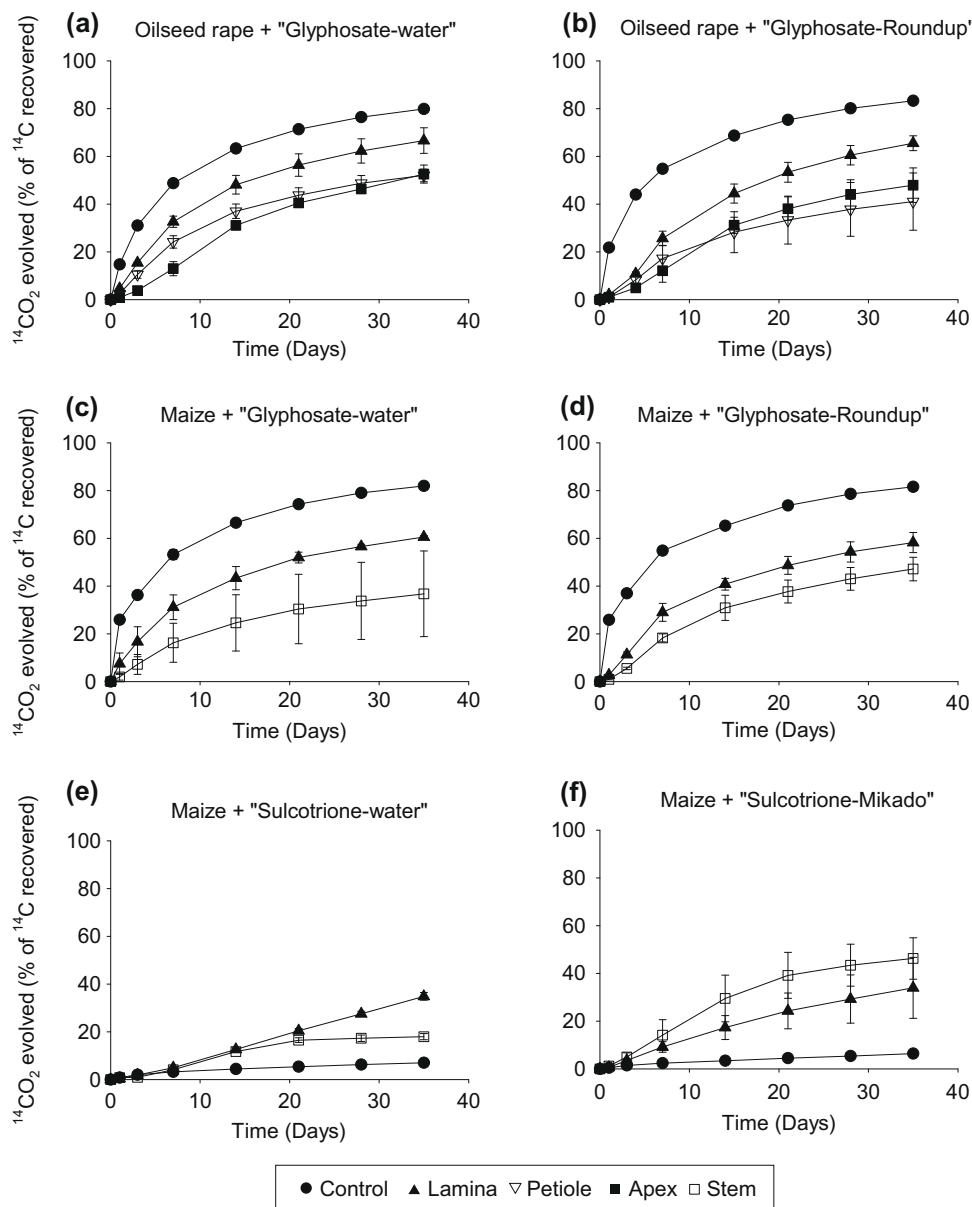 (a) Oilseed rape + "Glyphosate-water"
¹⁴CO₂ evolved (% of ¹⁴C recovered)
100
80
60
40
20
0
0 10 20 30 40
Time (Days)
(b) Oilseed rape + "Glyphosate-Roundup'
100
80
60
40
20
0
0 10 20 30 40
Time (Days)
(c) Maize + "Glyphosate-water"
¹⁴CO₂ evolved (% of ¹⁴C recovered)
100
80
60
40
20
0
0 10 20 30 40
Time (Days)
(d) Maize + "Glyphosate-Roundup"
100
80
60
40
20
0
0 10 20 30 40
Time (Days)
(e) Maize + "Sulcotrione-water"
¹⁴CO₂ evolved (% of ¹⁴C recovered)
100
80
60
40
20
0
0 10 20 30 40
Time (Days)
(f) Maize + "Sulcotrione-Mikado"
100
80
60
40
20
0
0 10 20 30 40
Time (Days)
Control Lamina Petiole Apex Stem